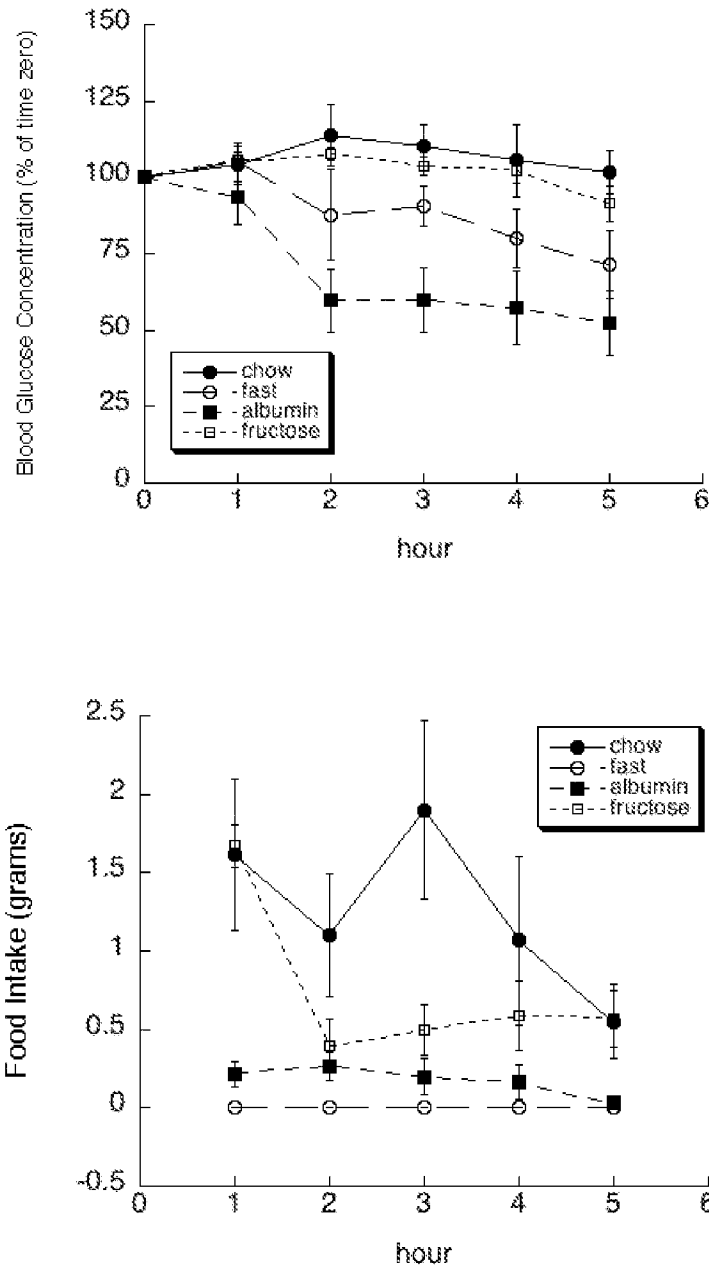 150
125
100
75
50
25
0
Blood Glucose Concentration (% of time zero)
chow
fast
albumin
fructose
0 1 2 3 4 5 6
hour
2.5
2
1.5
1
0.5
0
-0.5
Food Intake (grams)
chow
fast
albumin
fructose
0 1 2 3 4 5 6
hour